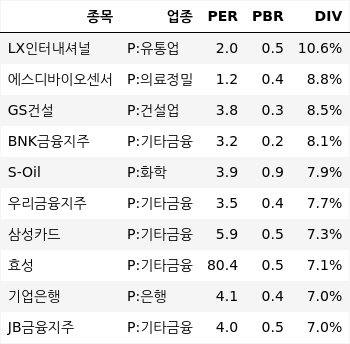 종목 업종 PER PBR DIV
LX인터내셔널 P:유통업 2.0 0.5 10.6%
에스디바이오센서 P:의료정밀 1.2 0.4 8.8%
GS건설 P:건설업 3.8 0.3 8.5%
BNK금융지주 P:기타금융 3.2 0.2 8.1%
S-Oil P:화학 3.9 0.9 7.9%
우리금융지주 P:기타금융 3.5 0.4 7.7%
삼성카드 P:기타금융 5.9 0.5 7.3%
효성 P:기타금융 80.4 0.5 7.1%
기업은행 P:은행 4.1 0.4 7.0%
JB금융지주 P:기타금융 4.0 0.5 7.0%